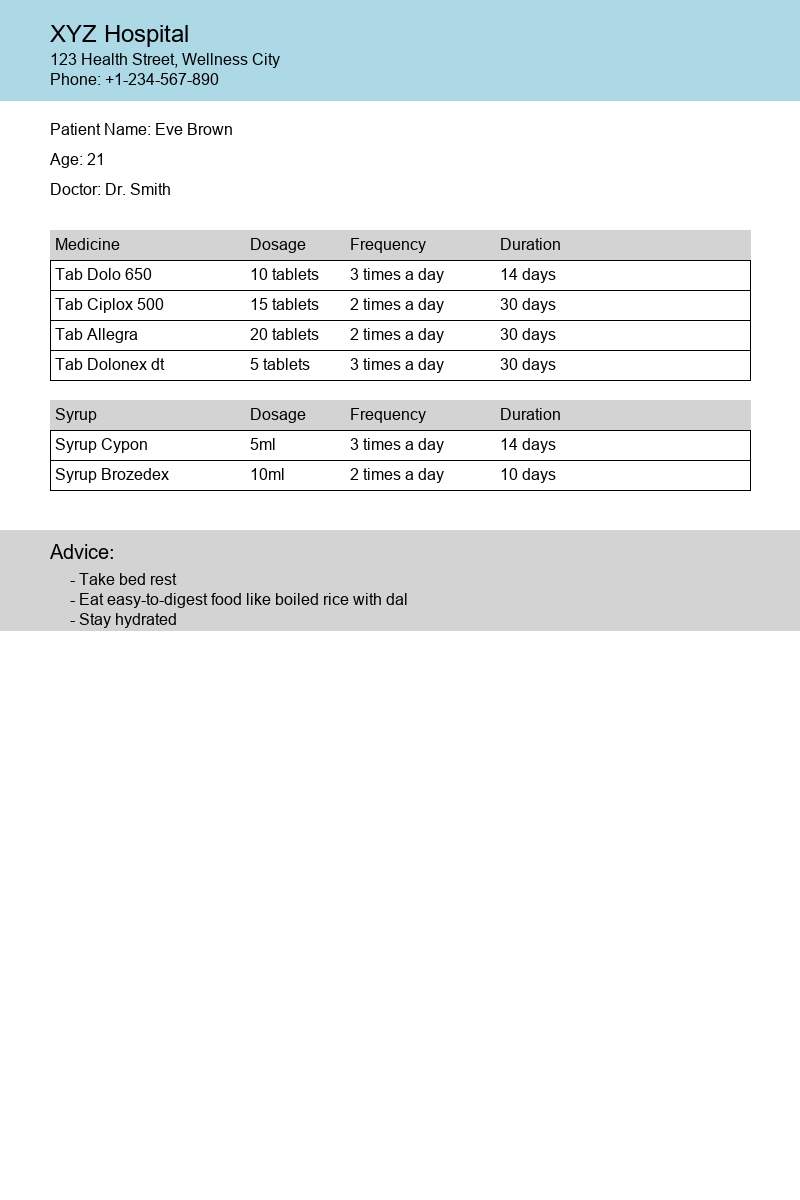 XYZ Hospital
123 Health Street, Wellness City
Phone: +1-234-567-890
Patient Name: Eve Brown
Age: 21
Doctor: Dr. Smith
Medicine Dosage Frequency Duration
Tab Dolo 650 10 tablets 3 times a day 14 days
Tab Ciplox 500 15 tablets 2 times a day 30 days
Tab Allegra 20 tablets 2 times a day 30 days
Tab Dolonex dt 5 tablets 3 times a day 30 days
Syrup Dosage Frequency Duration
Syrup Cypon 5ml 3 times a day 14 days
Syrup Brozedex 10ml 2 times a day 10 days
Advice:
- Take bed rest
- Eat easy-to-digest food like boiled rice with dal
- Stay hydrated